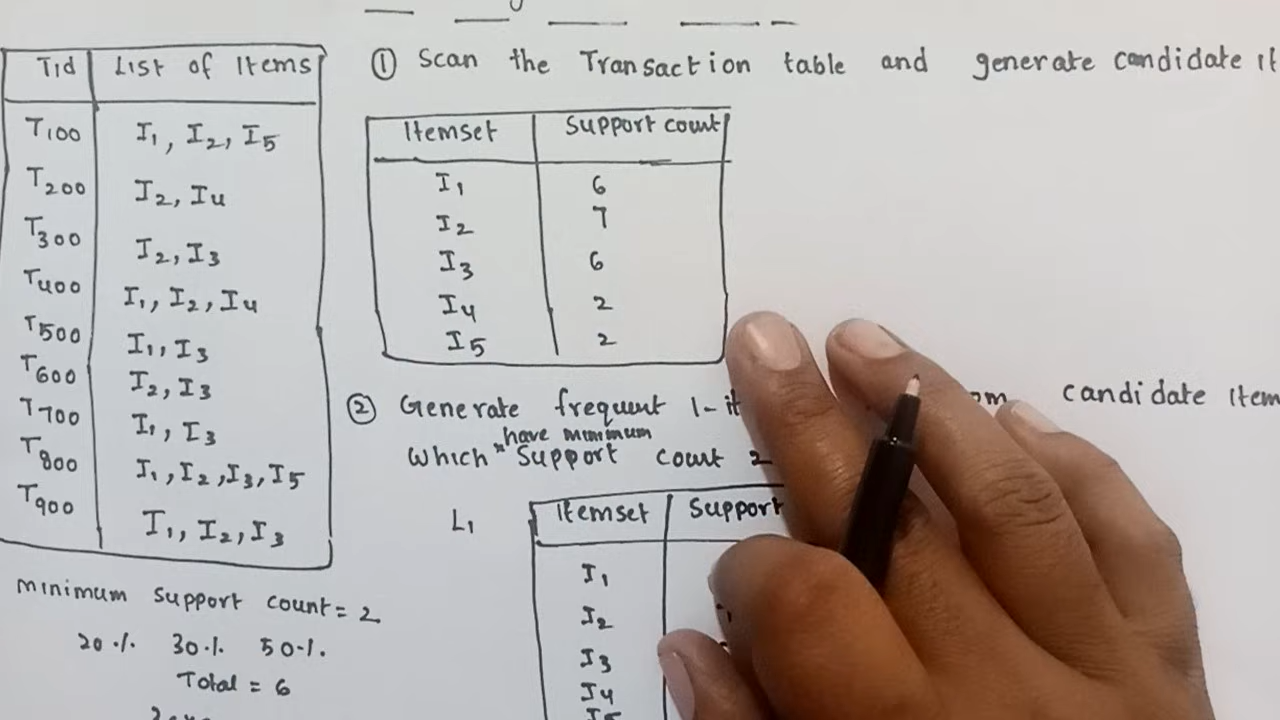 Tid List of Items
T100 I1, I2, I5
T200 I2, I4
T300 I2, I3
T400 I1, I2, I4
T500 I1, I3
T600 I2, I3
T700 I1, I3
T800 I1, I2, I3, I5
T900 I1, I2, I3
minimum support count = 2
20.%. 30.%. 50.%.
Total = 6
① Scan the Transaction table and generate candidate it
Itemset Support count
I1 6
I2 7
I3 6
I4 2
I5 2
② Generate frequent 1-it candidate Item
have minimum
which support count 2
L1
Itemset Support
I1
I2
I3
I4
I5